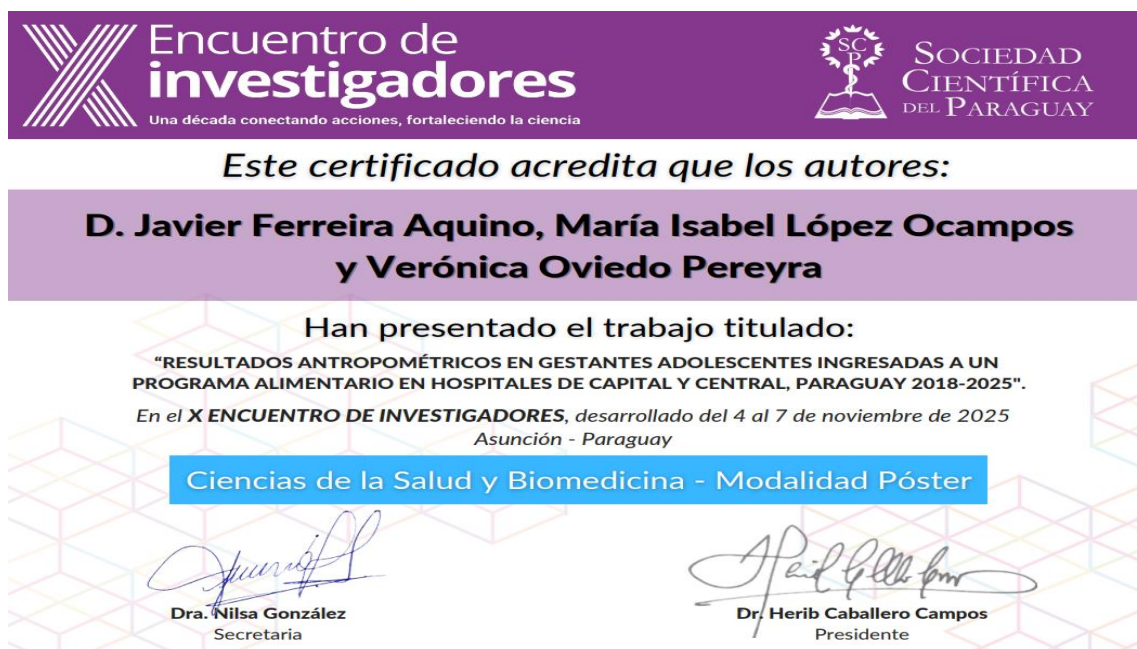 Encuentro de
investigadores
Una década conectando acciones, fortaleciendo la ciencia
SCP
SOCIEDAD
CIENTÍFICA
DEL PARAGUAY
Este certificado acredita que los autores:
D. Javier Ferreira Aquino, María Isabel López Ocampos
y Verónica Oviedo Pereyra
Han presentado el trabajo titulado:
“RESULTADOS ANTROPOMÉTRICOS EN GESTANTES ADOLESCENTES INGRESADAS A UN
PROGRAMA ALIMENTARIO EN HOSPITALES DE CAPITAL Y CENTRAL, PARAGUAY 2018-2025".
En el X ENCUENTRO DE INVESTIGADORES, desarrollado del 4 al 7 de noviembre de 2025
Asunción - Paraguay
Ciencias de la Salud y Biomedicina - Modalidad Póster
Dra. Nilsa González
Secretaria
Dr. Herib Caballero Campos
Presidente